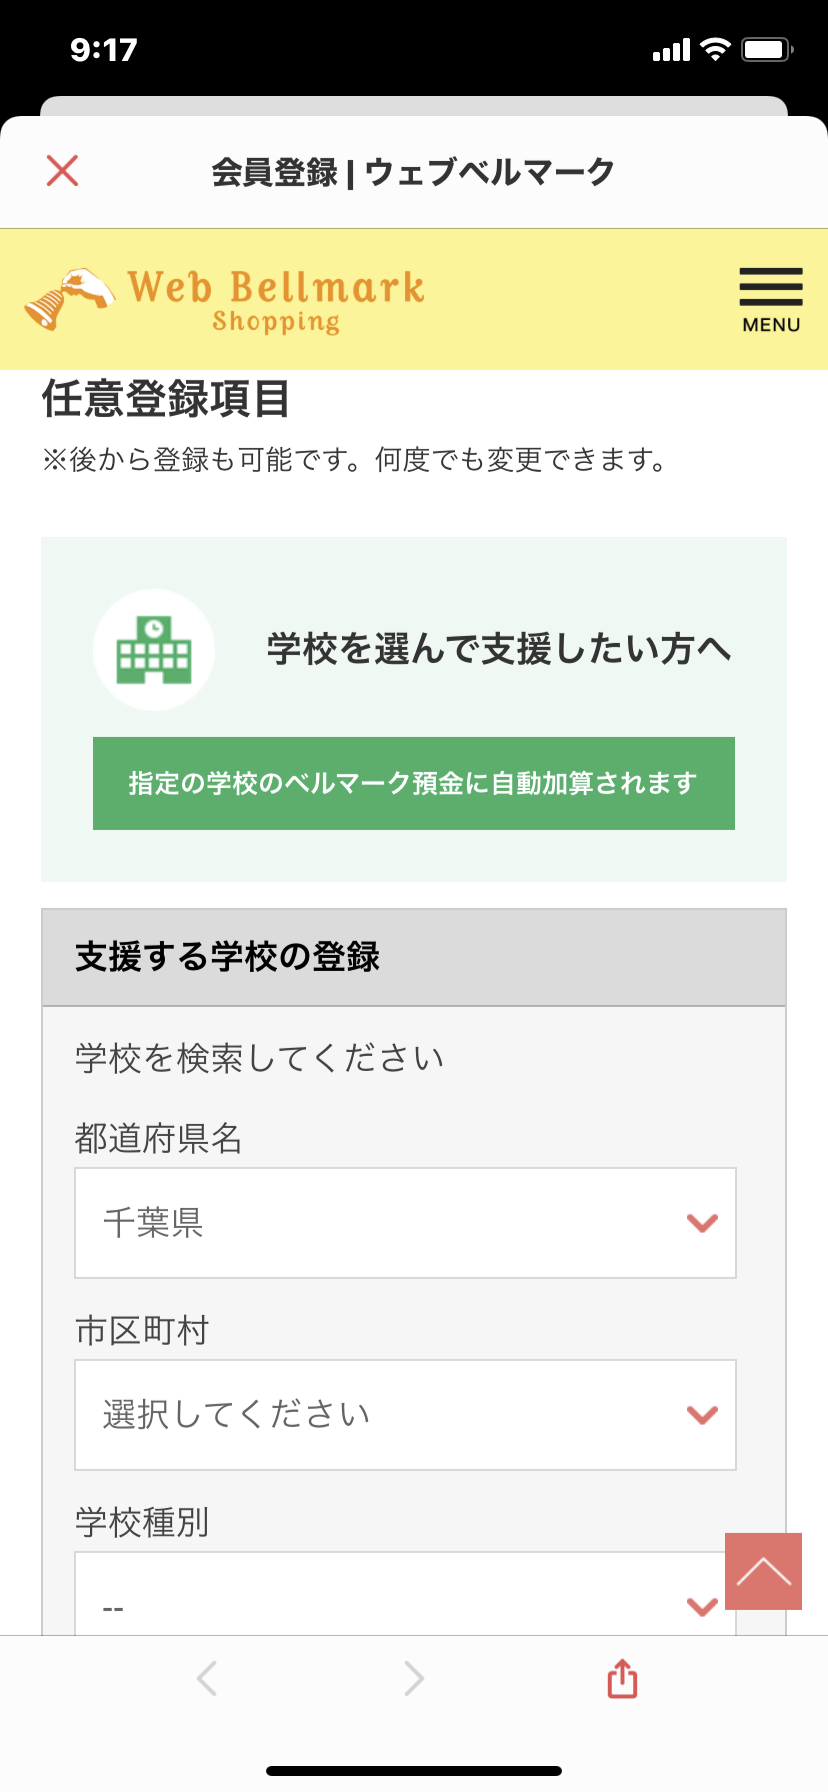 9:17
会員登録 | ウェブベルマーク
Web Bellmark
Shopping
MENU
任意登録項目
※後から登録も可能です。何度でも変更できます。
学校を選んで支援したい方へ
指定の学校のベルマーク預金に自動加算されます
支援する学校の登録
学校を検索してください
都道府県名
千葉県
市区町村
選択してください
学校種別
--